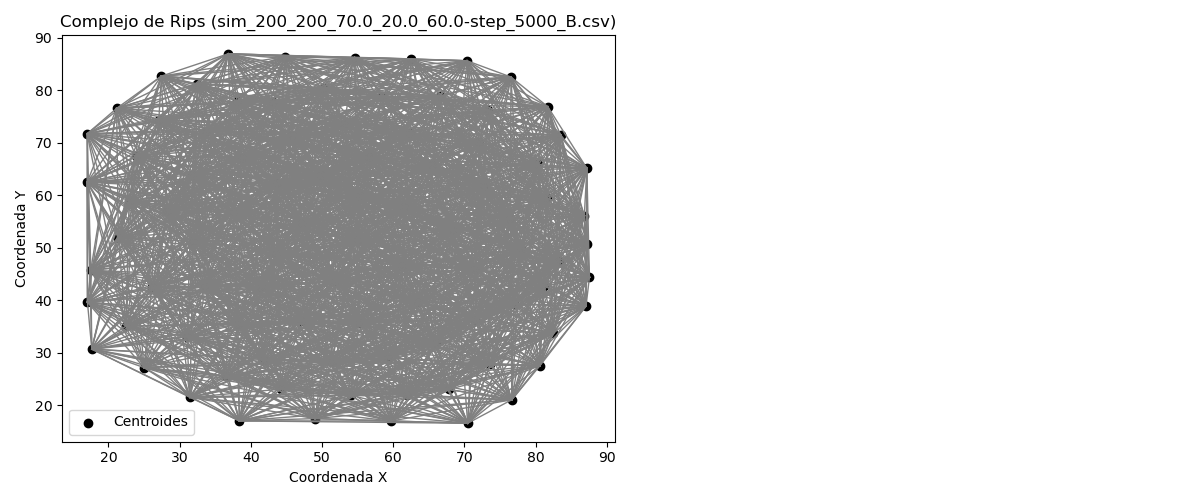 Complejo de Rips (sim_200_200_70.0_20.0_60.0-step_5000_B.csv)
90
80
70
60
50
40
30
20
Coordenada Y
Centroides
20 30 40 50 60 70 80 90
Coordenada X